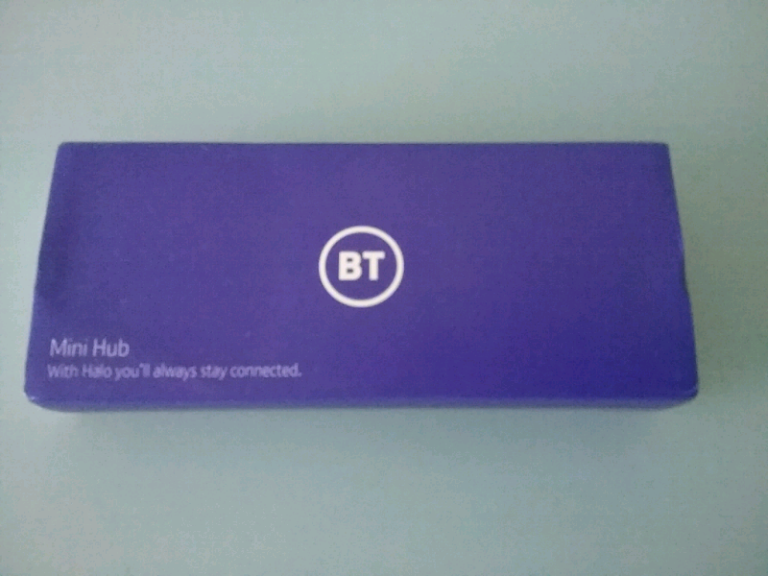 BT
Mini Hub
With Halo you'll always stay connected.